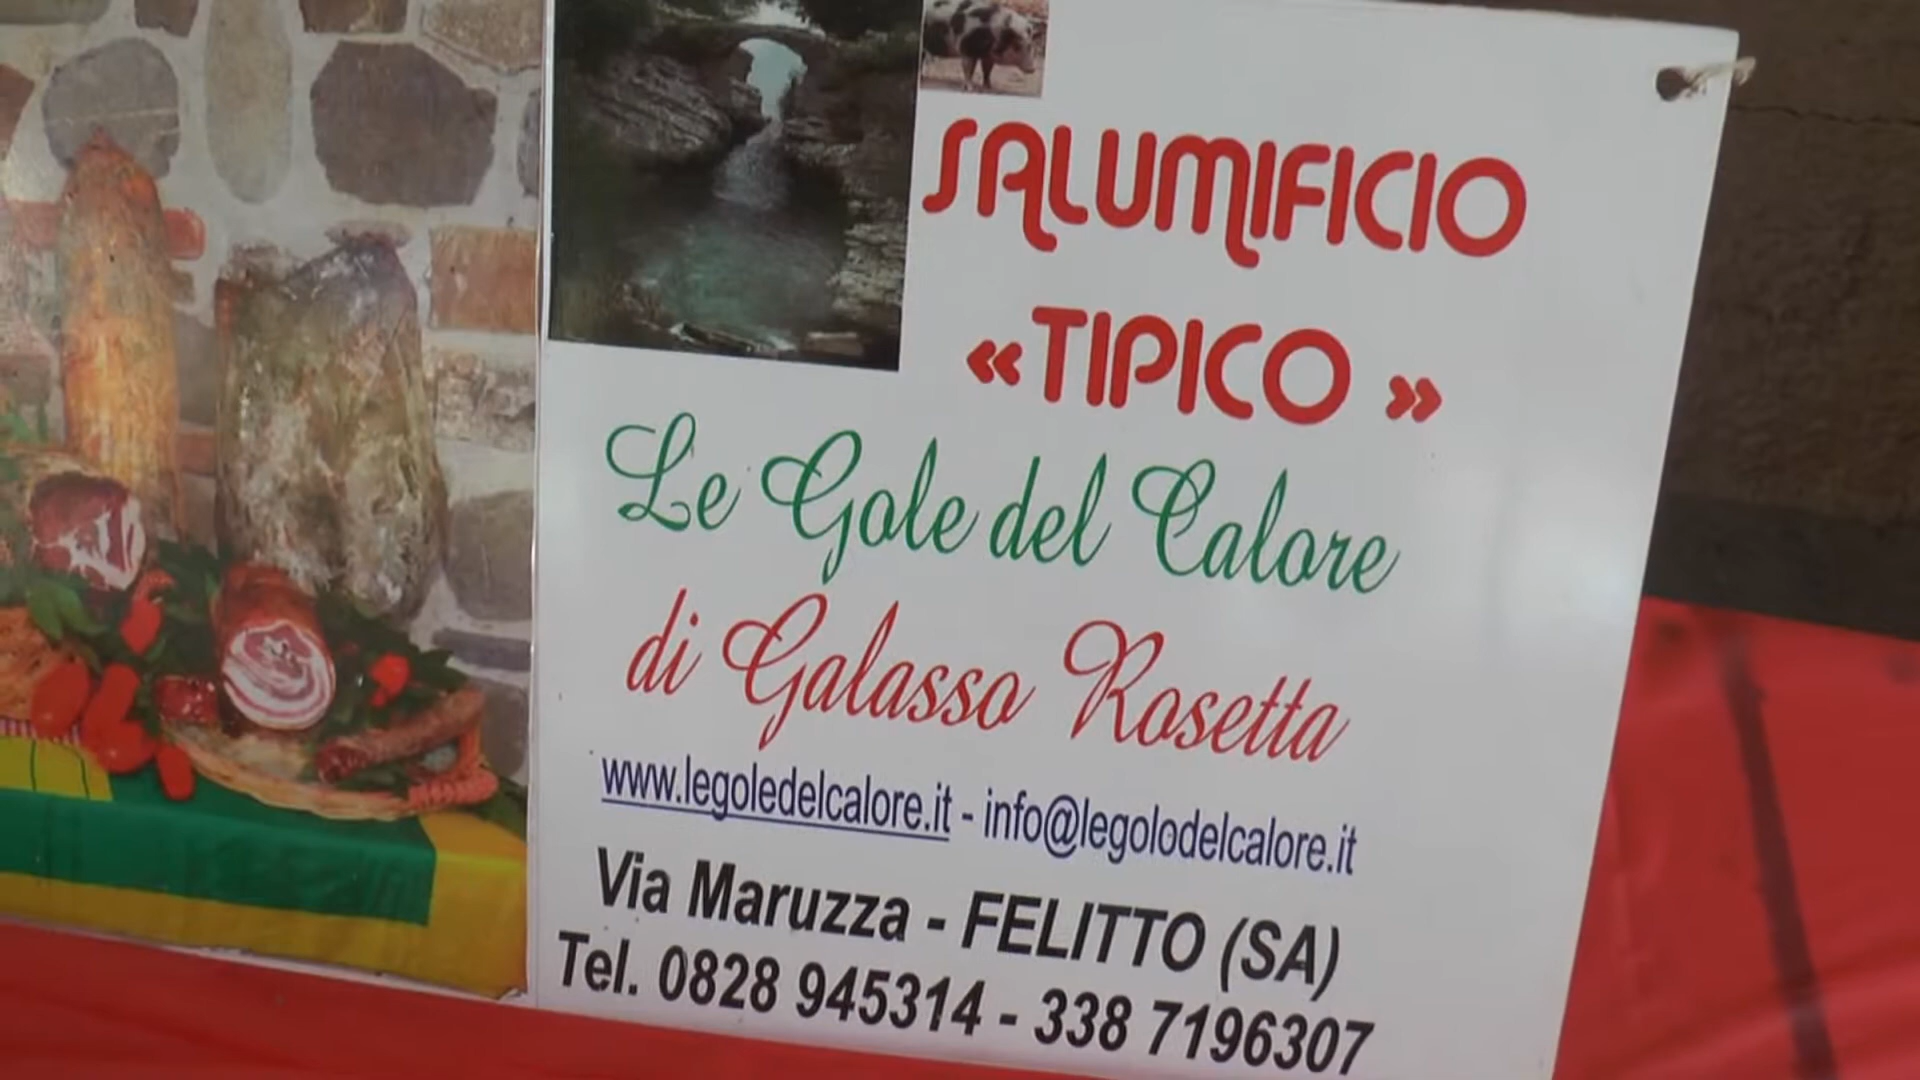 SALUMIFICIO
«TIPICO »
Le Gole del Calore
di Galasso Rosetta
www.legoledelcalore.it - info@legolodelcalore.it
Via Maruzza - FELITTO (SA)
Tel. 0828 945314 - 338 7196307